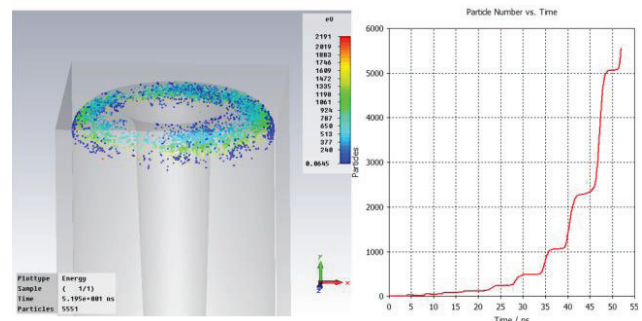 eV
2191
2019
1883
1746
1609
1472
1335
1198
1061
924
787
650
513
377
240
0.0645
Plottype Energy
Sample ( 1/1)
Time 5.195e+001 ns
Particles 5551
y
x
Particle Number vs. Time
Particles
6000
5000
4000
3000
2000
1000
0
0 5 10 15 20 25 30 35 40 45 50 55
Time / ns